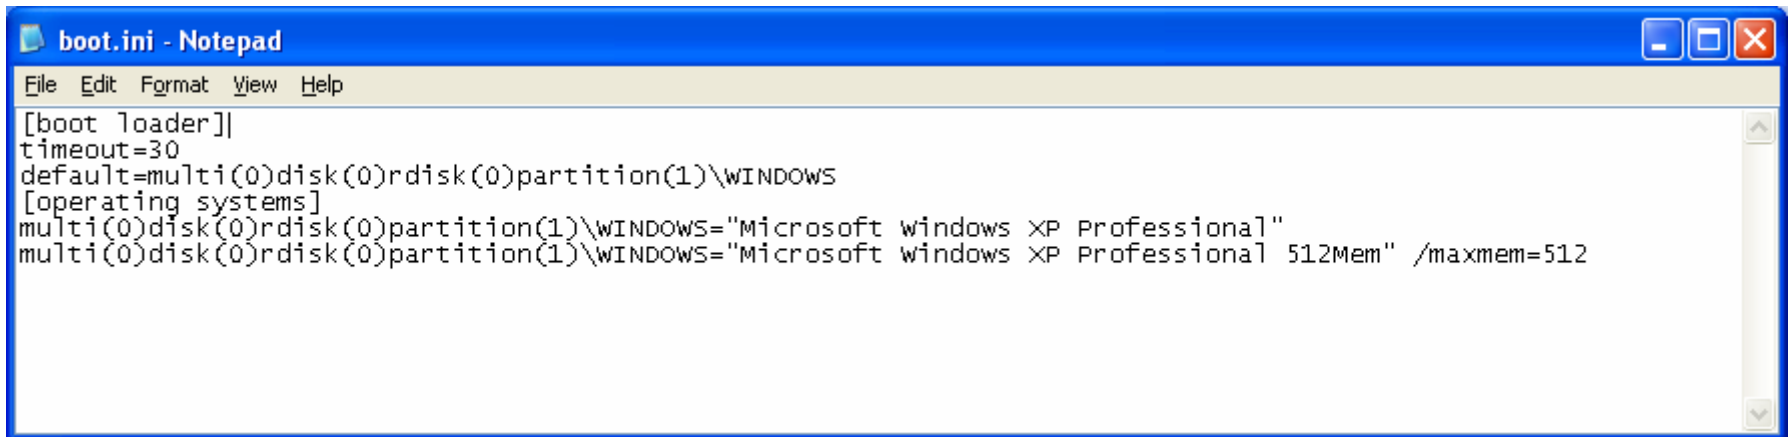 boot.ini - Notepad
File Edit Format View Help
[boot loader]
timeout=30
default=multi(0)disk(0)rdisk(0)partition(1)\WINDOWS
[operating systems]
multi(0)disk(0)rdisk(0)partition(1)\WINDOWS="Microsoft Windows XP Professional"
multi(0)disk(0)rdisk(0)partition(1)\WINDOWS="Microsoft Windows XP Professional 512Mem" /maxmem=512